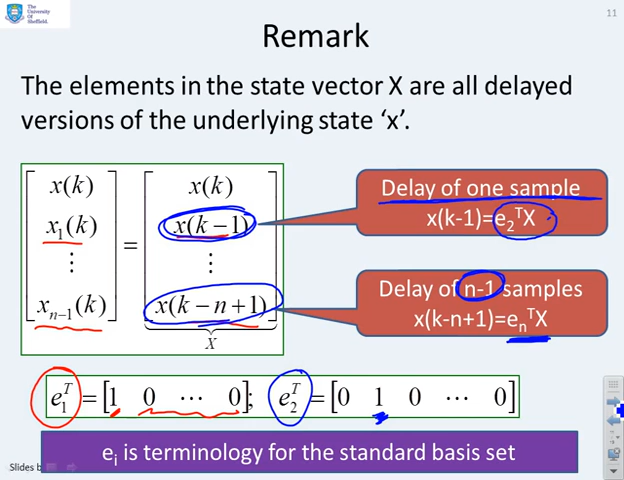 The
University
Of
Sheffield.
11
Remark
The elements in the state vector X are all delayed
versions of the underlying state ‘x’.
x(k) x(k)
x₁(k) = x(k−1)
⋮ ⋮
xₙ₋₁(k) x(k−n+1)
X
Delay of one sample
x(k-1)=e₂ᵀX
Delay of n-1 samples
x(k-n+1)=eₙᵀX
e₁ᵀ = [1 0 ⋯ 0]; e₂ᵀ = [0 1 0 ⋯ 0]
eᵢ is terminology for the standard basis set
Slides b